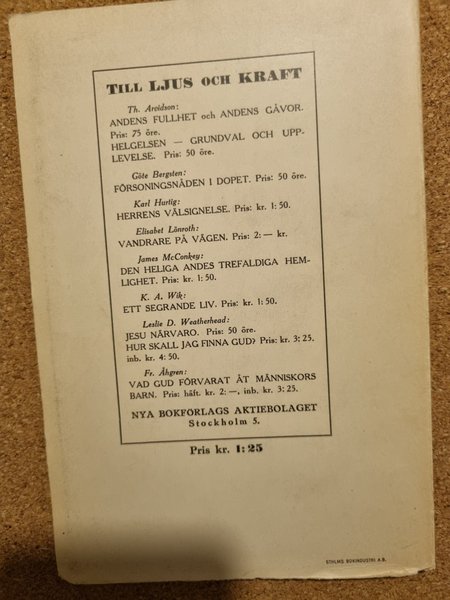 TILL LJUS OCH KRAFT
Th. Arvidson:
ANDENS FULLHET och ANDENS GÅVOR.
Pris: 75 öre.
HELGELSEN — GRUNDVAL OCH UPP-
LEVELSE. Pris: 50 öre.
Göte Bergsten:
FÖRSONINGSNÅDEN I DOPET. Pris: 50 öre.
Karl Hurtig:
HERRENS VÄLSIGNELSE. Pris: kr. 1: 50.
Elisabet Lönroth:
VANDRARE PÅ VÄGEN. Pris: 2: — kr.
James McConkey:
DEN HELIGA ANDES TREFALDIGA HEM-
LIGHET. Pris: kr. 1: 50.
K. A. Wik:
ETT SEGRANDE LIV. Pris: kr. 1: 50.
Leslie D. Weatherhead:
JESU NÄRVARO. Pris: 50 öre.
HUR SKALL JAG FINNA GUD? Pris: kr. 3: 25.
inb. kr. 4: 50.
Fr. Åhgren:
VAD GUD FÖRVARAT ÅT MÄNNISKORS
BARN. Pris: häft. kr. 2: —, inb. kr. 3: 25.
NYA BOKFÖRLAGS AKTIEBOLAGET
Stockholm 5.
Pris kr. 1: 25
STHLMS BOKINDUSTRI A.B.